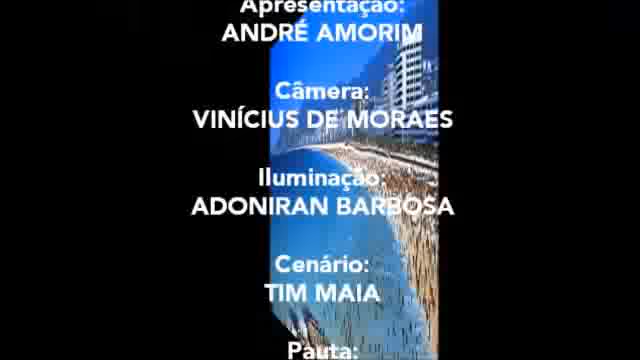 Apresentação:
ANDRÉ AMORIM
Câmera:
VINÍCIUS DE MORAES
Iluminação:
ADONIRAN BARBOSA
Cenário:
TIM MAIA
Pauta: